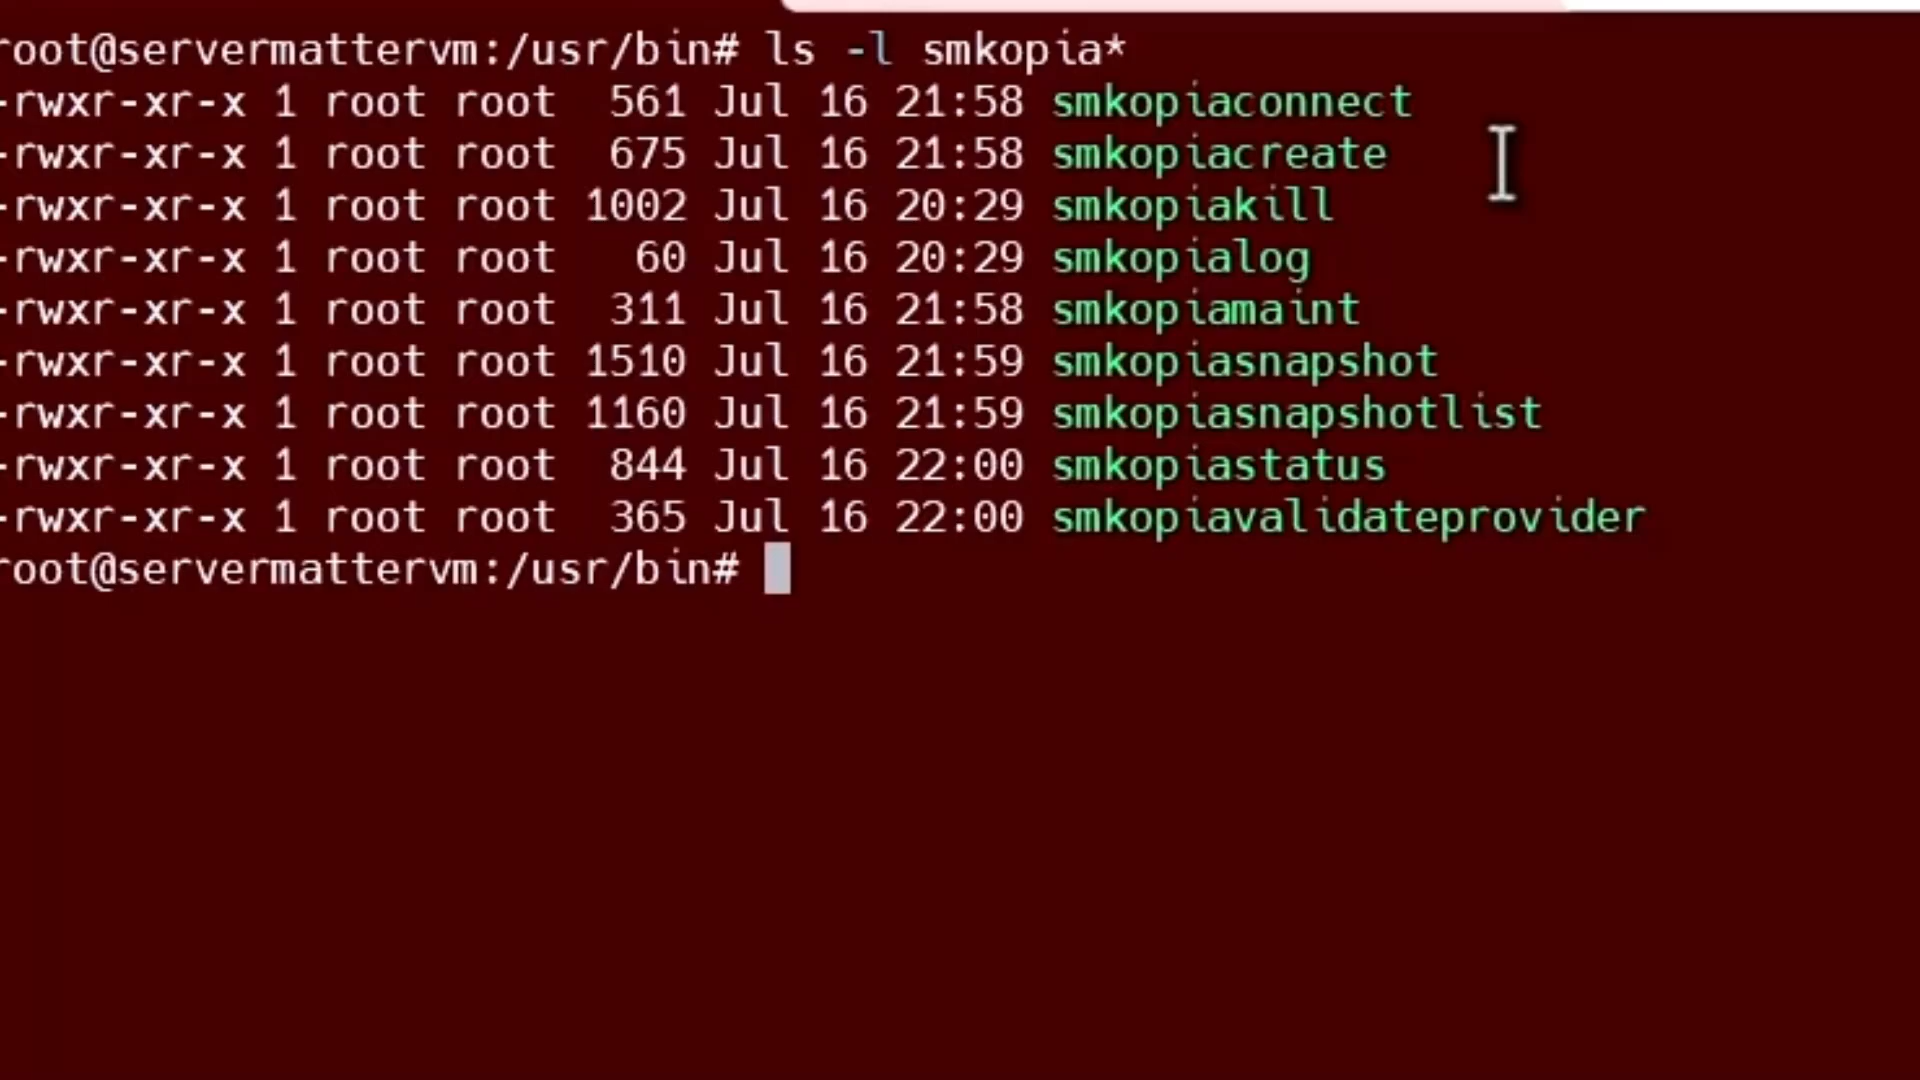 root@servermattervm:/usr/bin# ls -l smkopia*
-rwxr-xr-x 1 root root  561 Jul 16 21:58 smkopiaconnect
-rwxr-xr-x 1 root root  675 Jul 16 21:58 smkopiacreate
-rwxr-xr-x 1 root root 1002 Jul 16 20:29 smkopiakill
-rwxr-xr-x 1 root root   60 Jul 16 20:29 smkopialog
-rwxr-xr-x 1 root root  311 Jul 16 21:58 smkopiamaint
-rwxr-xr-x 1 root root 1510 Jul 16 21:59 smkopiasnapshot
-rwxr-xr-x 1 root root 1160 Jul 16 21:59 smkopiasnapshotlist
-rwxr-xr-x 1 root root  844 Jul 16 22:00 smkopiastatus
-rwxr-xr-x 1 root root  365 Jul 16 22:00 smkopiavalidateprovider
root@servermattervm:/usr/bin#